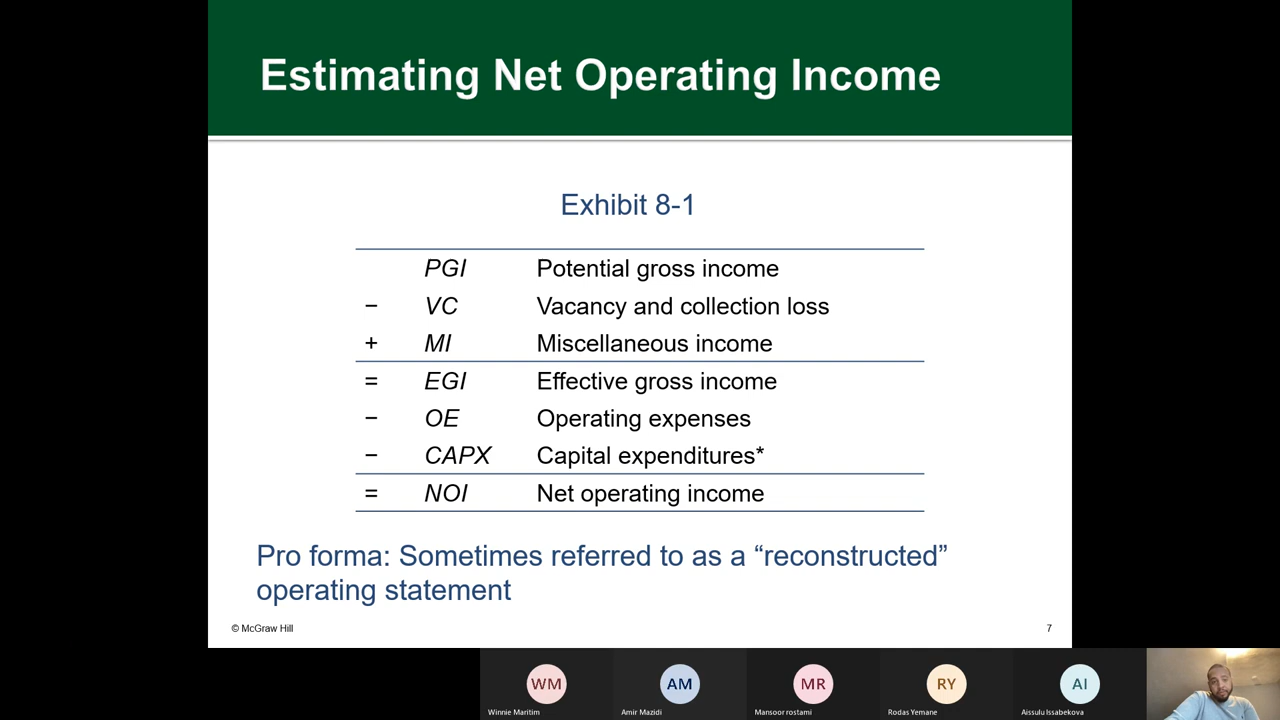 Estimating Net Operating Income
Exhibit 8-1
PGI Potential gross income
− VC Vacancy and collection loss
+ MI Miscellaneous income
= EGI Effective gross income
− OE Operating expenses
− CAPX Capital expenditures*
= NOI Net operating income
Pro forma: Sometimes referred to as a “reconstructed”
operating statement
© McGraw Hill 7
WM AM MR RY AI
Winnie Maritim Amir Mazidi Mansoor rostami Rodas Yemane Aissulu Issabekova